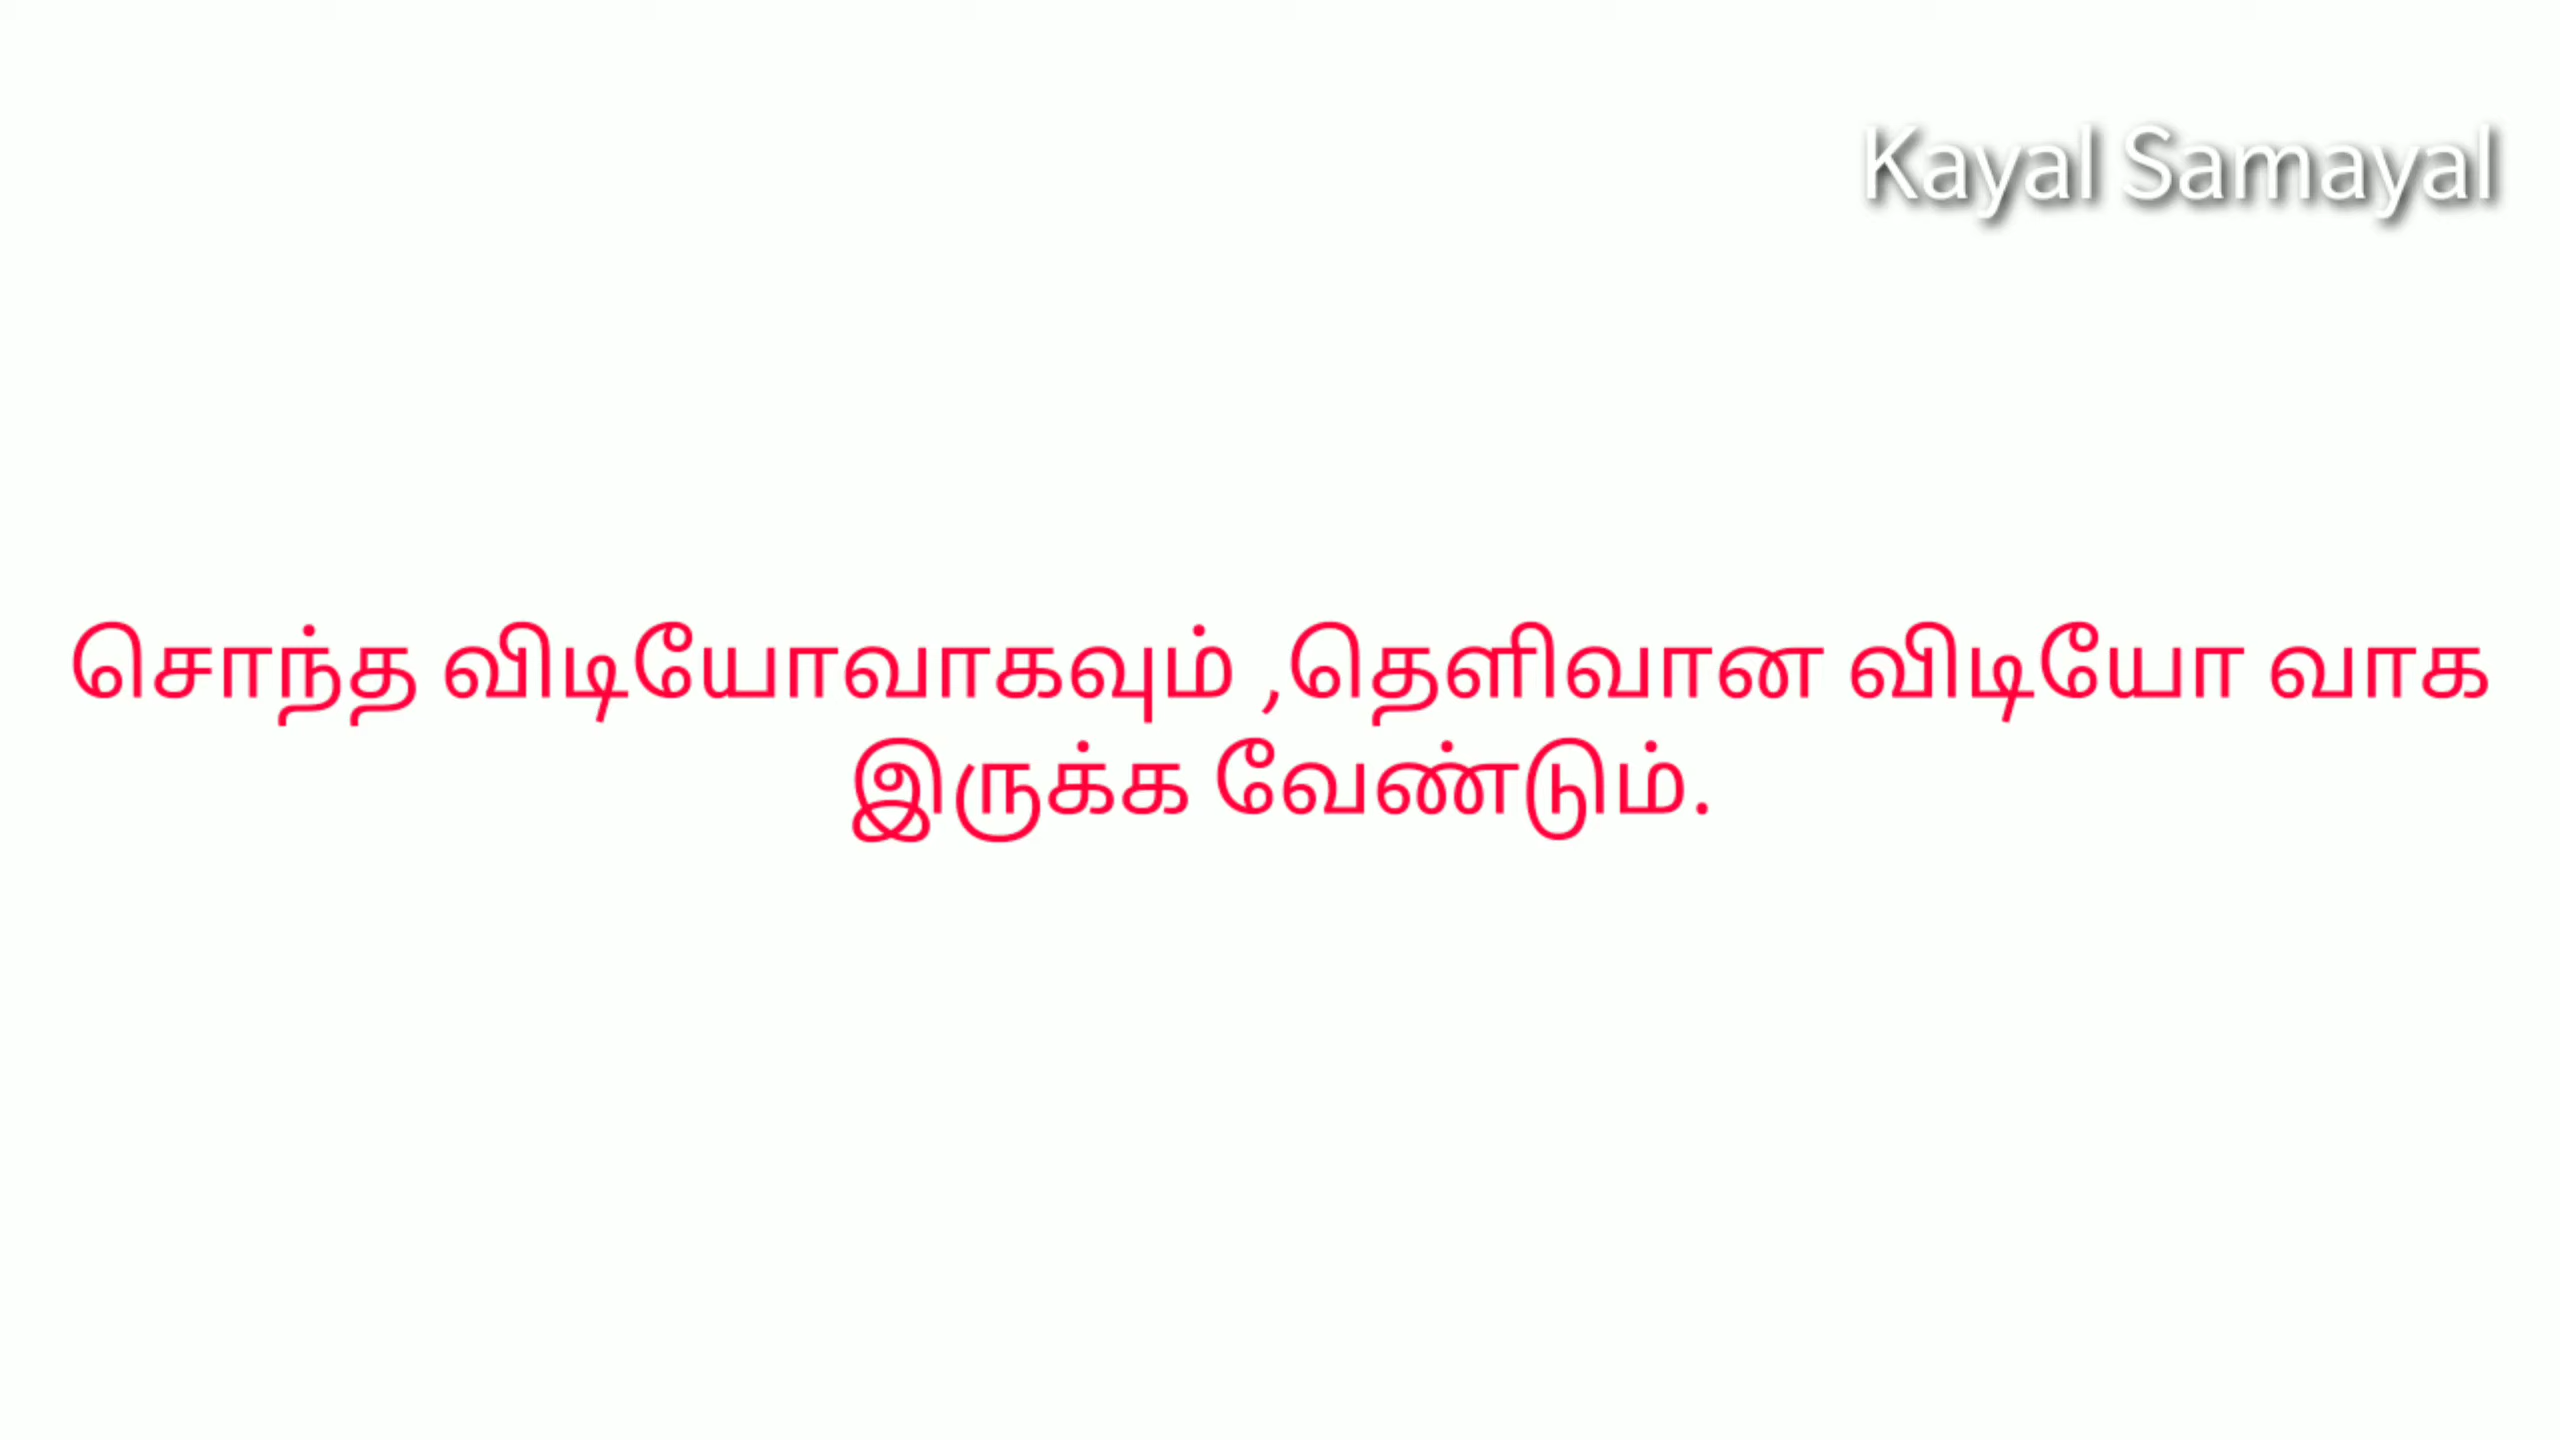 Kayal Samayal
சொந்த விடியோவாகவும் ,தெளிவான விடியோ வாக
இருக்க வேண்டும்.